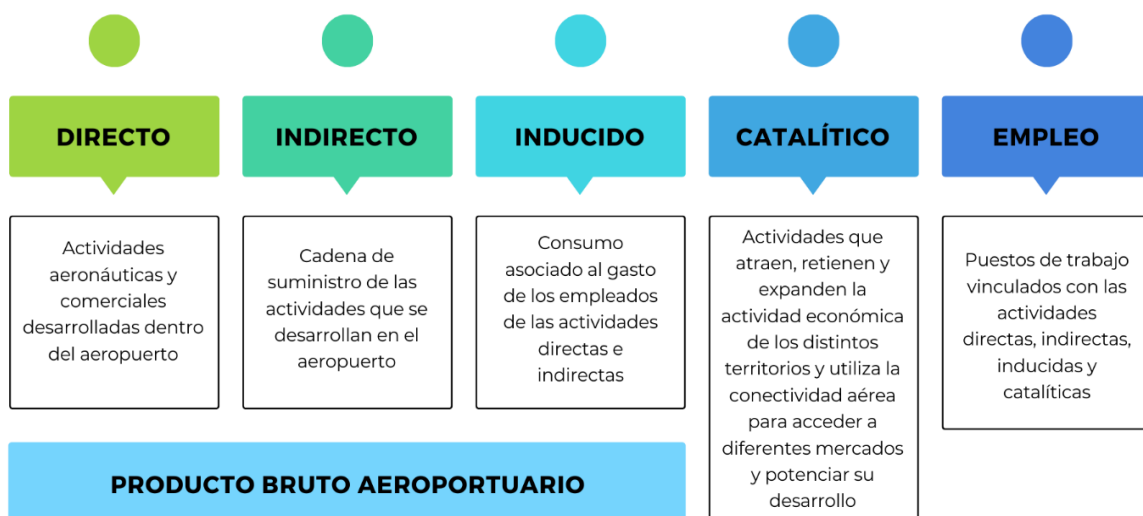 DIRECTO
Actividades
aeronáuticas y
comerciales
desarrolladas dentro
del aeropuerto
INDIRECTO
Cadena de
suministro de las
actividades que se
desarrollan en el
aeropuerto
INDUCIDO
Consumo
asociado al gasto
de los empleados
de las actividades
directas e
indirectas
CATALÍTICO
Actividades que
atraen, retienen y
expanden la
actividad económica
de los distintos
territorios y utiliza la
conectividad aérea
para acceder a
diferentes mercados
y potenciar su
desarrollo
EMPLEO
Puestos de trabajo
vinculados con las
actividades
directas, indirectas,
inducidas y
catalíticas
PRODUCTO BRUTO AEROPORTUARIO